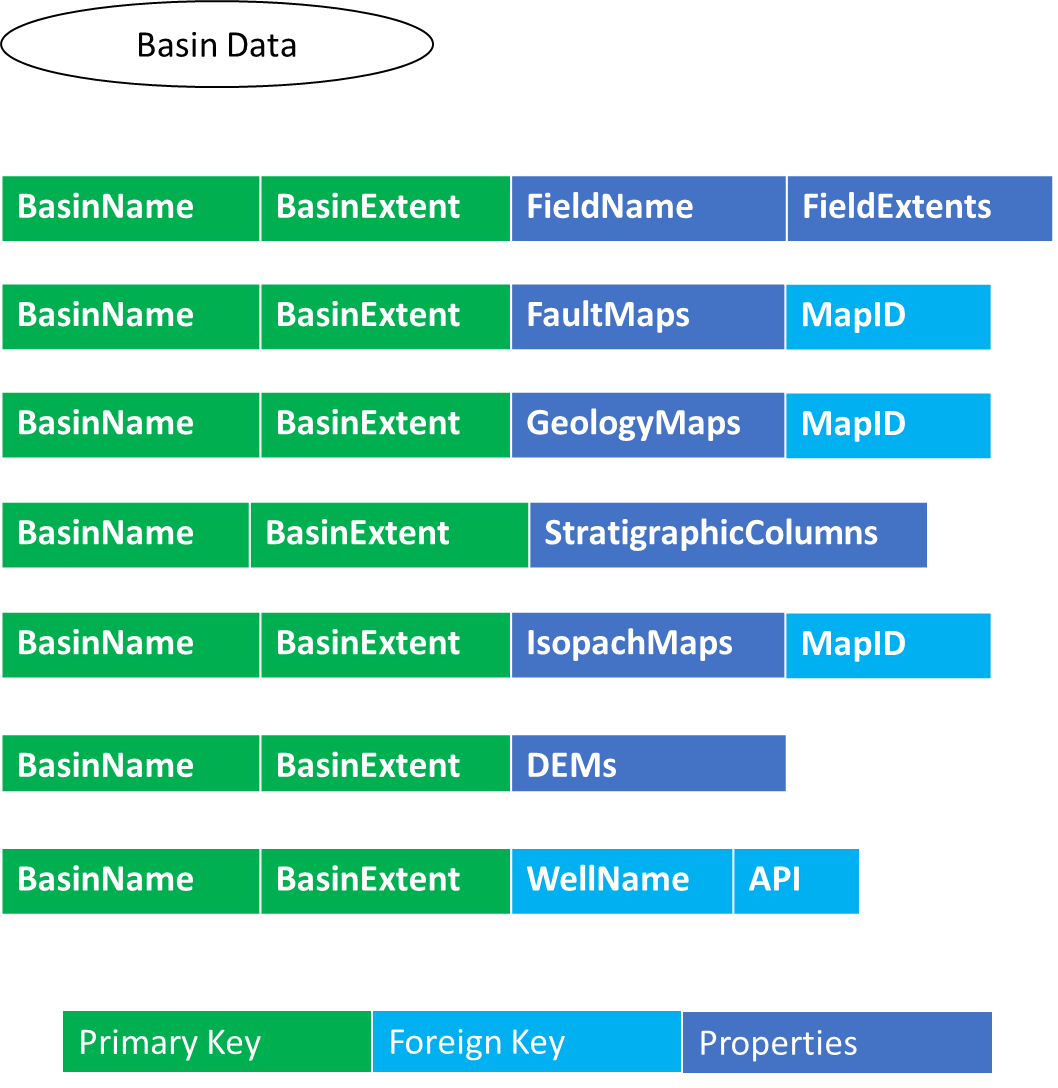 Basin Data
BasinName BasinExtent FieldName FieldExtents
BasinName BasinExtent FaultMaps MapID
BasinName BasinExtent GeologyMaps MapID
BasinName BasinExtent StratigraphicColumns
BasinName BasinExtent IsopachMaps MapID
BasinName BasinExtent DEMs
BasinName BasinExtent WellName API
Primary Key Foreign Key Properties